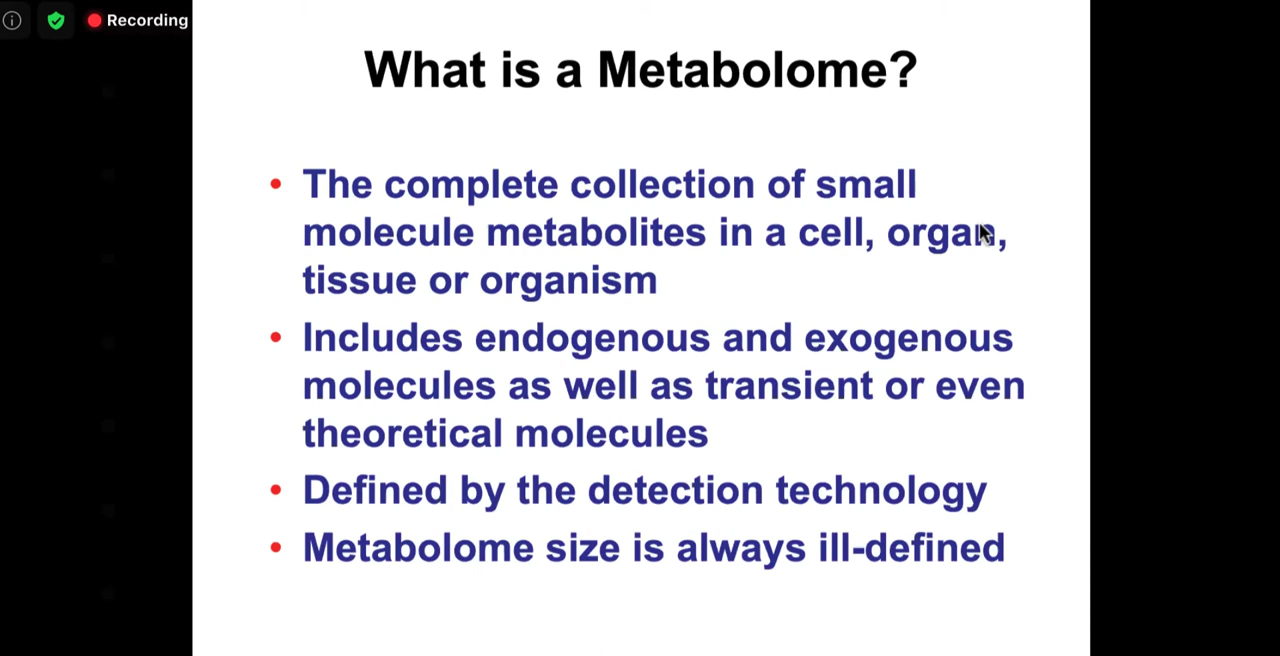 Recording
What is a Metabolome?
• The complete collection of small
molecule metabolites in a cell, organ,
tissue or organism
• Includes endogenous and exogenous
molecules as well as transient or even
theoretical molecules
• Defined by the detection technology
• Metabolome size is always ill-defined